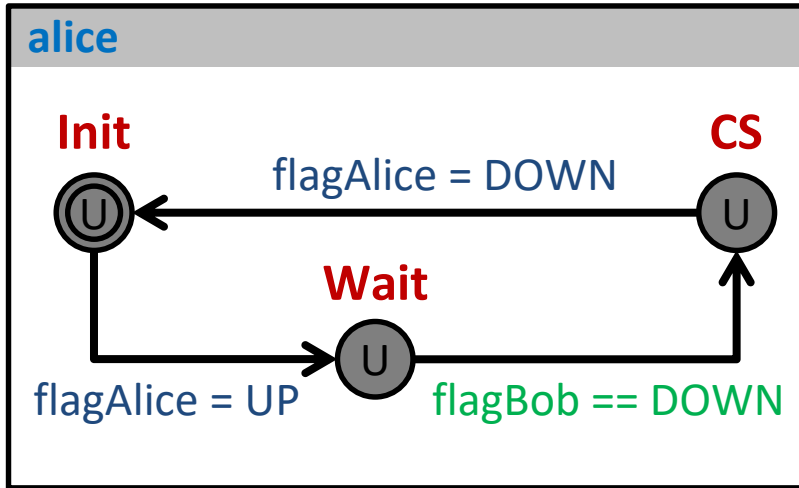 alice
Init
CS
flagAlice = DOWN
U
U
Wait
U
flagAlice = UP
flagBob == DOWN